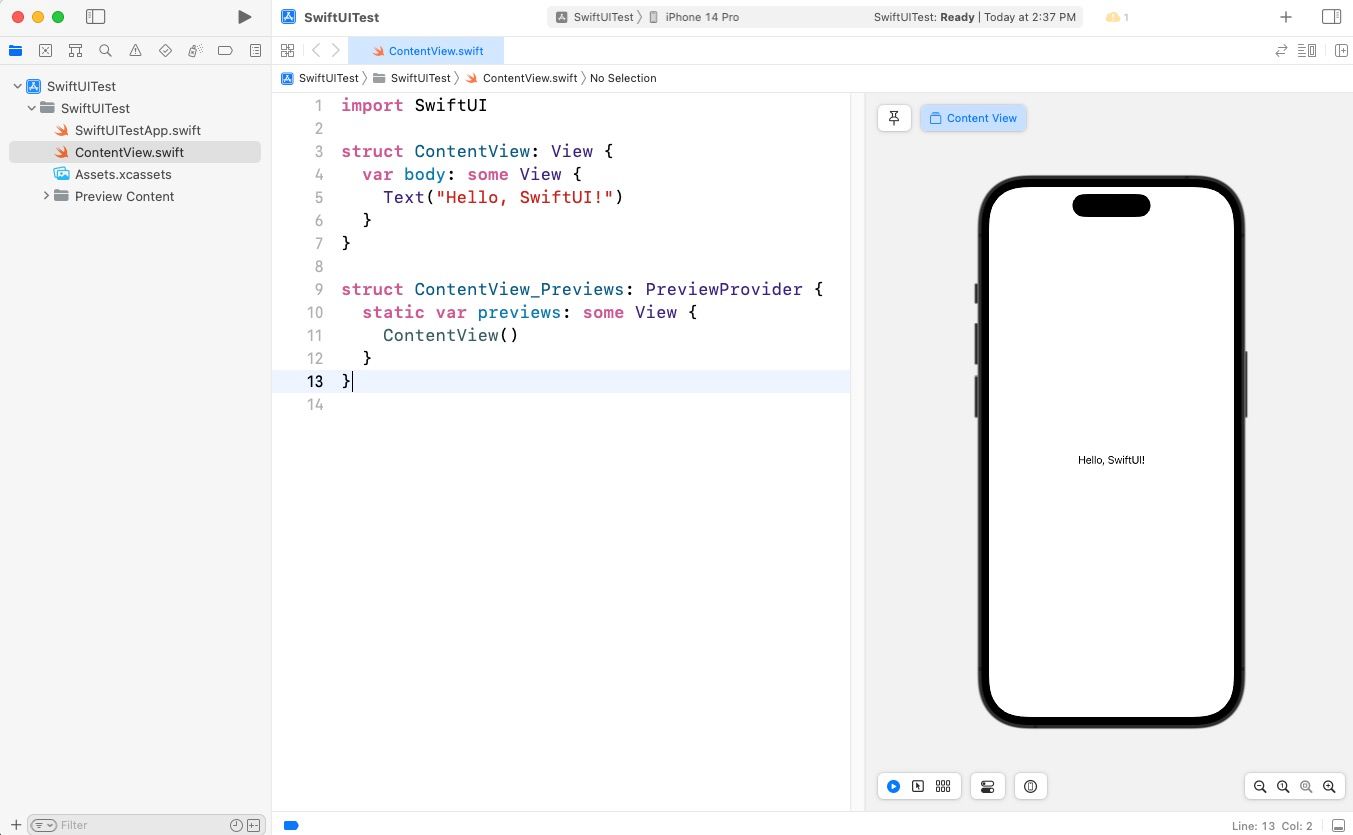 SwiftUITest
SwiftUITest iPhone 14 Pro
SwiftUITest: Ready | Today at 2:37 PM
1
ContentView.swift
SwiftUITest
SwiftUITest
SwiftUITestApp.swift
ContentView.swift
Assets.xcassets
Preview Content
SwiftUITest SwiftUITest ContentView.swift No Selection
1 import SwiftUI
2
3 struct ContentView: View {
4 var body: some View {
5 Text("Hello, SwiftUI!")
6 }
7 }
8
9 struct ContentView_Previews: PreviewProvider {
10 static var previews: some View {
11 ContentView()
12 }
13 }
14
Content View
Hello, SwiftUI!
Filter
Line: 13 Col: 2